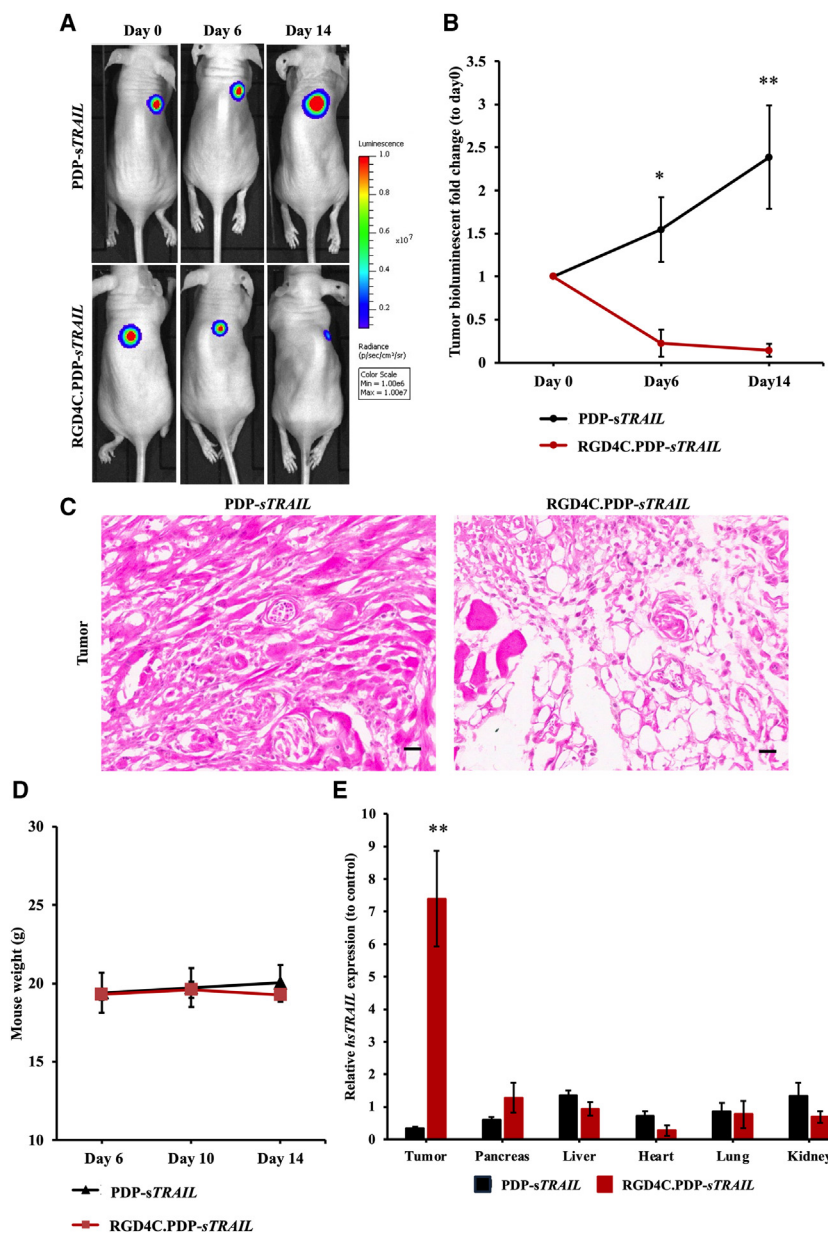 A
Day 0 Day 6 Day 14
PDP-sTRAIL
RGD4C.PDP-sTRAIL
Luminescence
1.0
0.8
0.6
x10⁷
0.4
0.2
Radiance
(p/sec/cm²/sr)
Color Scale
Min = 1.00e6
Max = 1.00e7
B
Tumor bioluminescent fold change (to day0)
3.5
3
2.5
2
1.5
1
0.5
0
*
**
Day 0 Day6 Day14
PDP-sTRAIL
RGD4C.PDP-sTRAIL
C
PDP-sTRAIL RGD4C.PDP-sTRAIL
Tumor
D
Mouse weight (g)
30
25
20
15
10
Day 6 Day 10 Day 14
PDP-sTRAIL
RGD4C.PDP-sTRAIL
E
Relative hsTRAIL expression (to control)
10
9
8
7
6
5
4
3
2
1
0
**
Tumor Pancreas Liver Heart Lung Kidney
PDP-sTRAIL RGD4C.PDP-sTRAIL